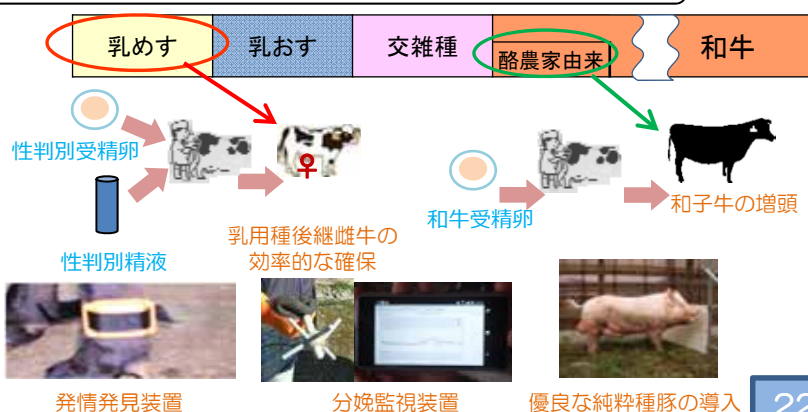 乳めす
乳おす
交雑種
酪農家由来
和牛
性判別受精卵
性判別精液
乳用種後継雌牛の
効率的な確保
和牛受精卵
和子牛の増頭
発情発見装置
分娩監視装置
優良な純粋種豚の導入
22